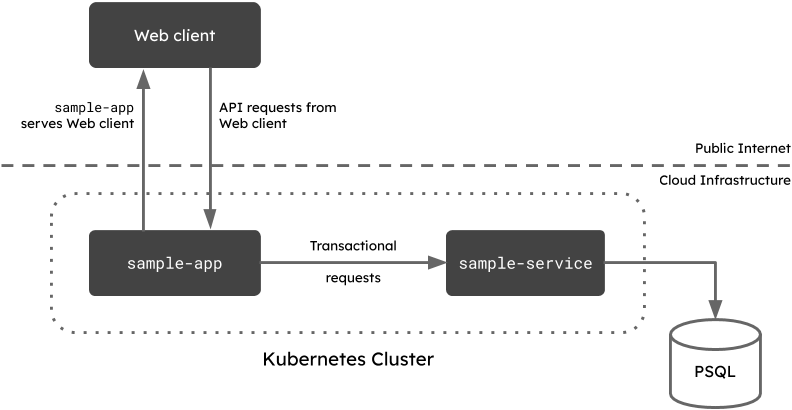 Web client
sample-app
serves Web client
API requests from
Web client
Public Internet
Cloud Infrastructure
sample-app
Transactional
requests
sample-service
Kubernetes Cluster
PSQL